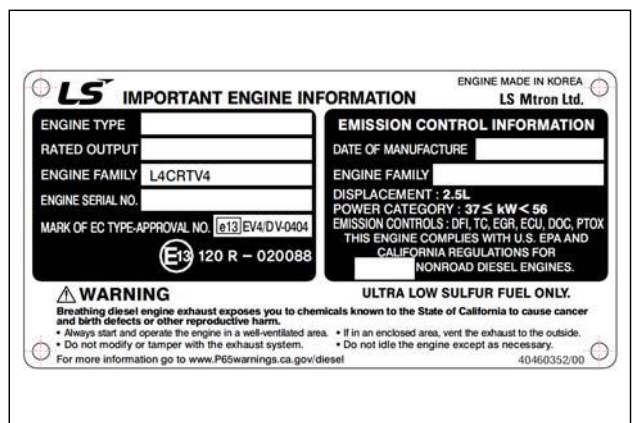 LS
IMPORTANT ENGINE INFORMATION
ENGINE MADE IN KOREA
LS Mtron Ltd.
ENGINE TYPE
RATED OUTPUT
ENGINE FAMILY L4CRTV4
ENGINE SERIAL NO.
MARK OF EC TYPE-APPROVAL NO. e13 EV4/DV-0404
E13 120 R – 020088
EMISSION CONTROL INFORMATION
DATE OF MANUFACTURE
ENGINE FAMILY
DISPLACEMENT : 2.5L
POWER CATEGORY : 37≤ kW< 56
EMISSION CONTROLS : DFI, TC, EGR, ECU, DOC, PTOX
THIS ENGINE COMPLIES WITH U.S. EPA AND
CALIFORNIA REGULATIONS FOR
NONROAD DIESEL ENGINES.
⚠ WARNING
ULTRA LOW SULFUR FUEL ONLY.
Breathing diesel engine exhaust exposes you to chemicals known to the State of California to cause cancer
and birth defects or other reproductive harm.
• Always start and operate the engine in a well-ventilated area. • If in an enclosed area, vent the exhaust to the outside.
• Do not modify or tamper with the exhaust system. • Do not idle the engine except as necessary.
For more information go to www.P65warnings.ca.gov/diesel
40460352/00